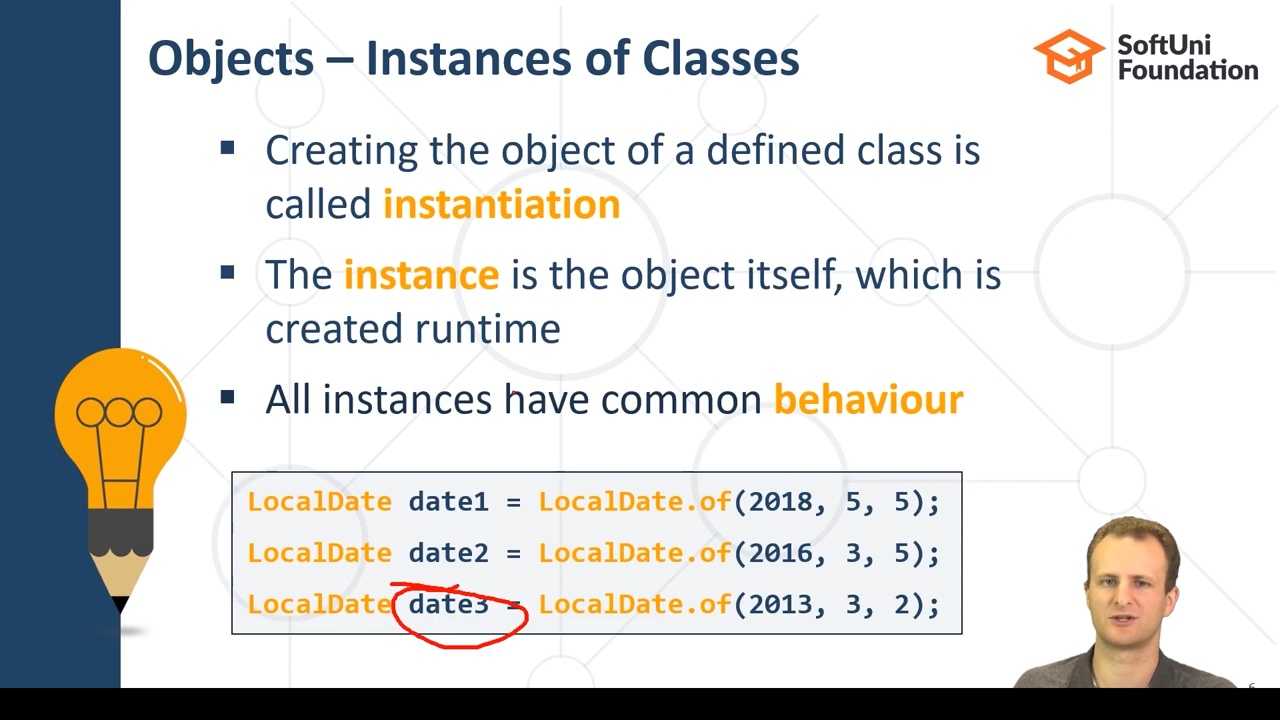 Objects – Instances of Classes
SoftUni
Foundation
▪ Creating the object of a defined class is
called instantiation
▪ The instance is the object itself, which is
created runtime
▪ All instances have common behaviour
LocalDate date1 = LocalDate.of(2018, 5, 5);
LocalDate date2 = LocalDate.of(2016, 3, 5);
LocalDate date3 = LocalDate.of(2013, 3, 2);